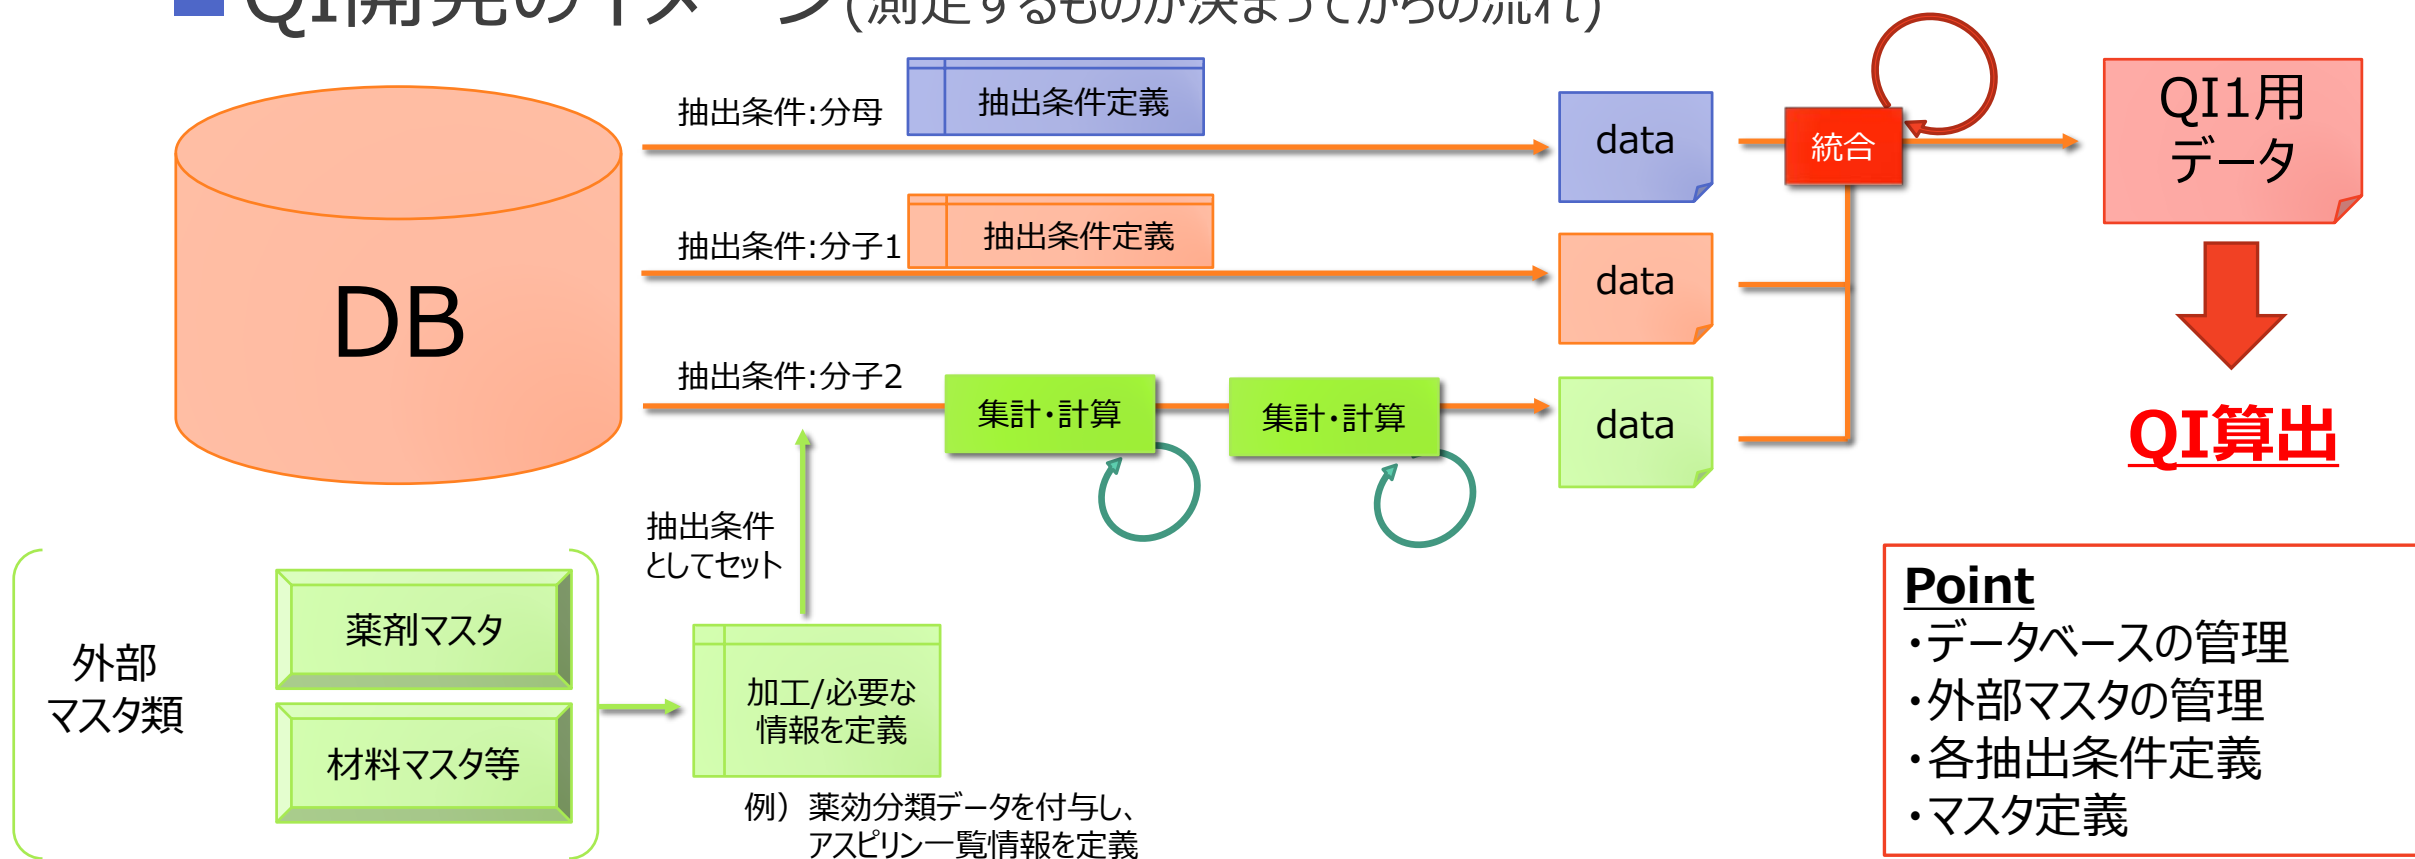 QI開発のイメージ(測定するものが決まってからの流れ)
抽出条件:分母
抽出条件定義
data
統合
QI1用
データ
抽出条件:分子1
抽出条件定義
data
DB
抽出条件:分子2
集計・計算
集計・計算
data
QI算出
抽出条件
としてセット
外部
マスタ類
薬剤マスタ
材料マスタ等
加工/必要な
情報を定義
例）薬効分類データを付与し、
アスピリン一覧情報を定義
Point
・データベースの管理
・外部マスタの管理
・各抽出条件定義
・マスタ定義